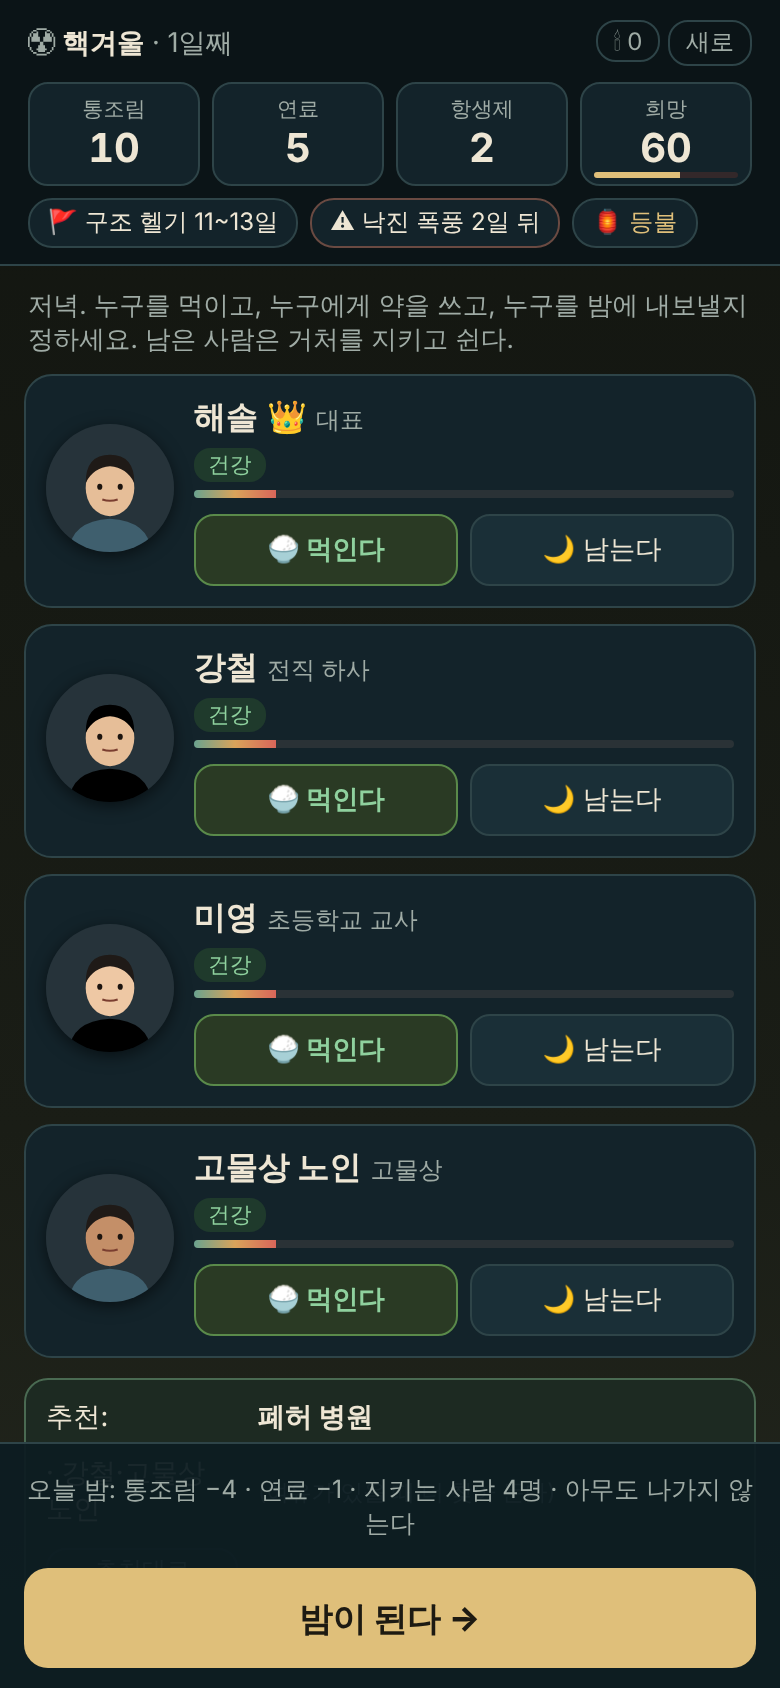 핵겨울 · 1일째
0
새로
통조림
연료
항생제
희망
10
5
2
60
구조 헬기 11~13일
낙진 폭풍 2일 뒤
등불
저녁. 누구를 먹이고, 누구에게 약을 쓰고, 누구를 밤에 내보낼지
정하세요. 남은 사람은 거처를 지키고 쉰다.
해솔 대표
건강
먹인다
남는다
강철 전직 하사
건강
먹인다
남는다
미영 초등학교 교사
건강
먹인다
남는다
고물상 노인 고물상
건강
먹인다
남는다
추천:
폐허 병원
· 강철·고물상
노인
오늘 밤: 통조림 −4 · 연료 −1 · 지키는 사람 4명 · 아무도 나가지 않
는다
밤이 된다 →